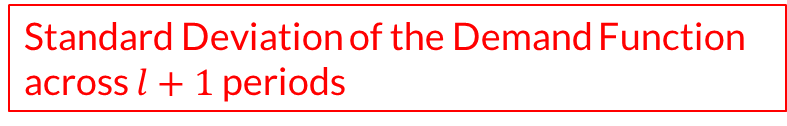 Standard Deviation of the Demand Function
across l + 1 periods